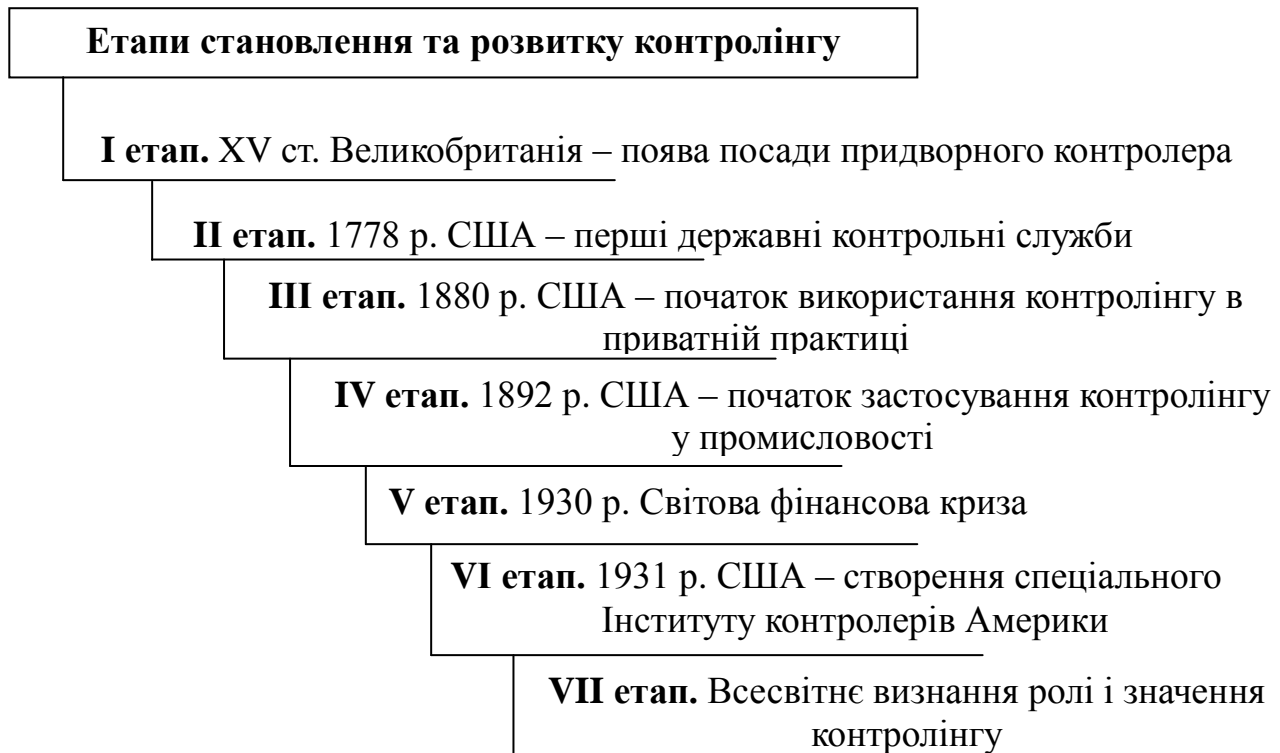 Етапи становлення та розвитку контролінгу
I етап. XV ст. Великобританія – поява посади придворного контролера
II етап. 1778 р. США – перші державні контрольні служби
III етап. 1880 р. США – початок використання контролінгу в
приватній практиці
IV етап. 1892 р. США – початок застосування контролінгу
у промисловості
V етап. 1930 р. Світова фінансова криза
VI етап. 1931 р. США – створення спеціального
Інституту контролерів Америки
VII етап. Всесвітнє визнання ролі і значення
контролінгу